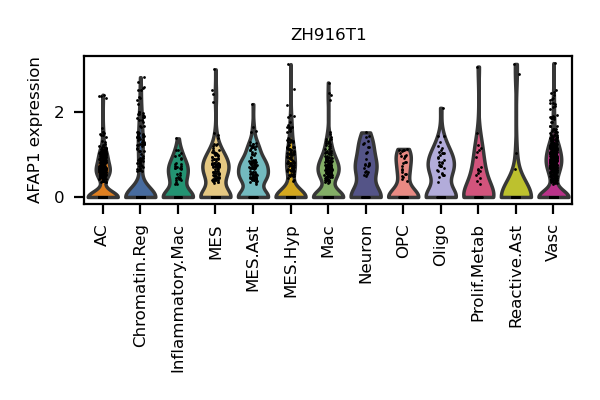 ZH916T1
AFAP1 expression
2
0
AC
Chromatin.Reg
Inflammatory.Mac
MES
MES.Ast
MES.Hyp
Mac
Neuron
OPC
Oligo
Prolif.Metab
Reactive.Ast
Vasc